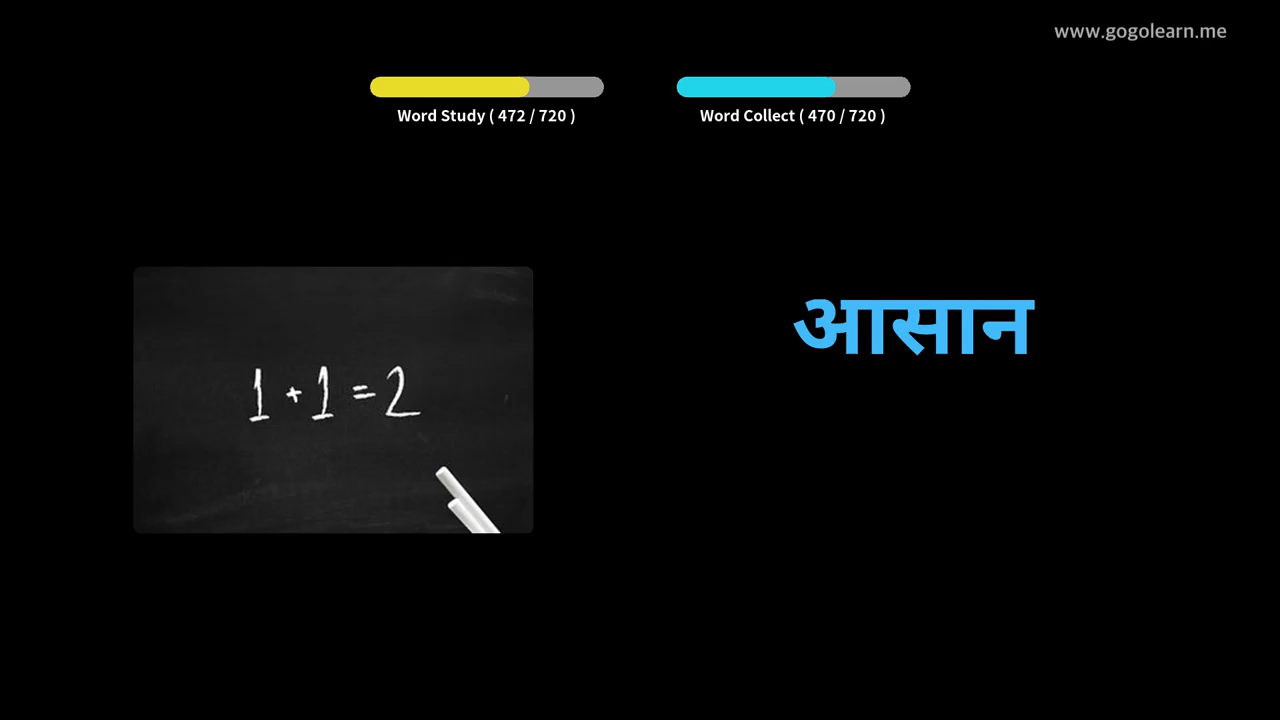 www.gogolearn.me
Word Study ( 472 / 720 )
Word Collect ( 470 / 720 )
आसान
1 + 1 = 2